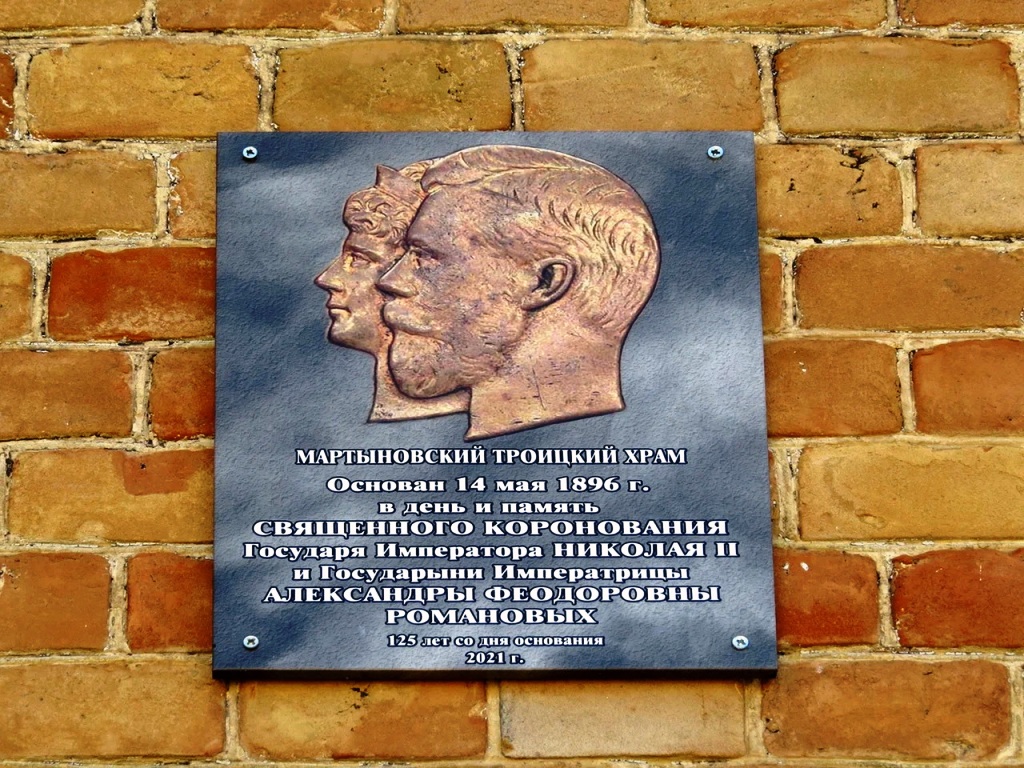 МАРТЫНОВСКИЙ ТРОИЦКИЙ ХРАМ
Основан 14 мая 1896 г.
в день и память
СВЯЩЕННОГО КОРОНОВАНИЯ
Государя Императора НИКОЛАЯ II
и Государыни Императрицы
АЛЕКСАНДРЫ ФЕОДОРОВНЫ
РОМАНОВЫХ
125 лет со дня основания
2021 г.